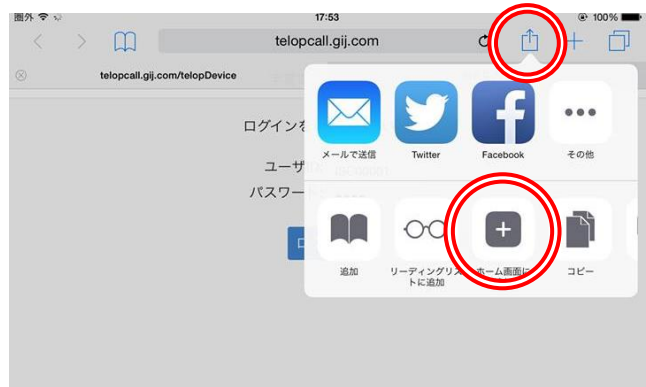 圏外
17:53
100%
telopcall.gij.com
telopcall.gij.com/telopDevice
ログインを
ユーザ
パスワー
メールで送信
Twitter
Facebook
その他
追加
リーディングリス
トに追加
ホーム画面に
コピー